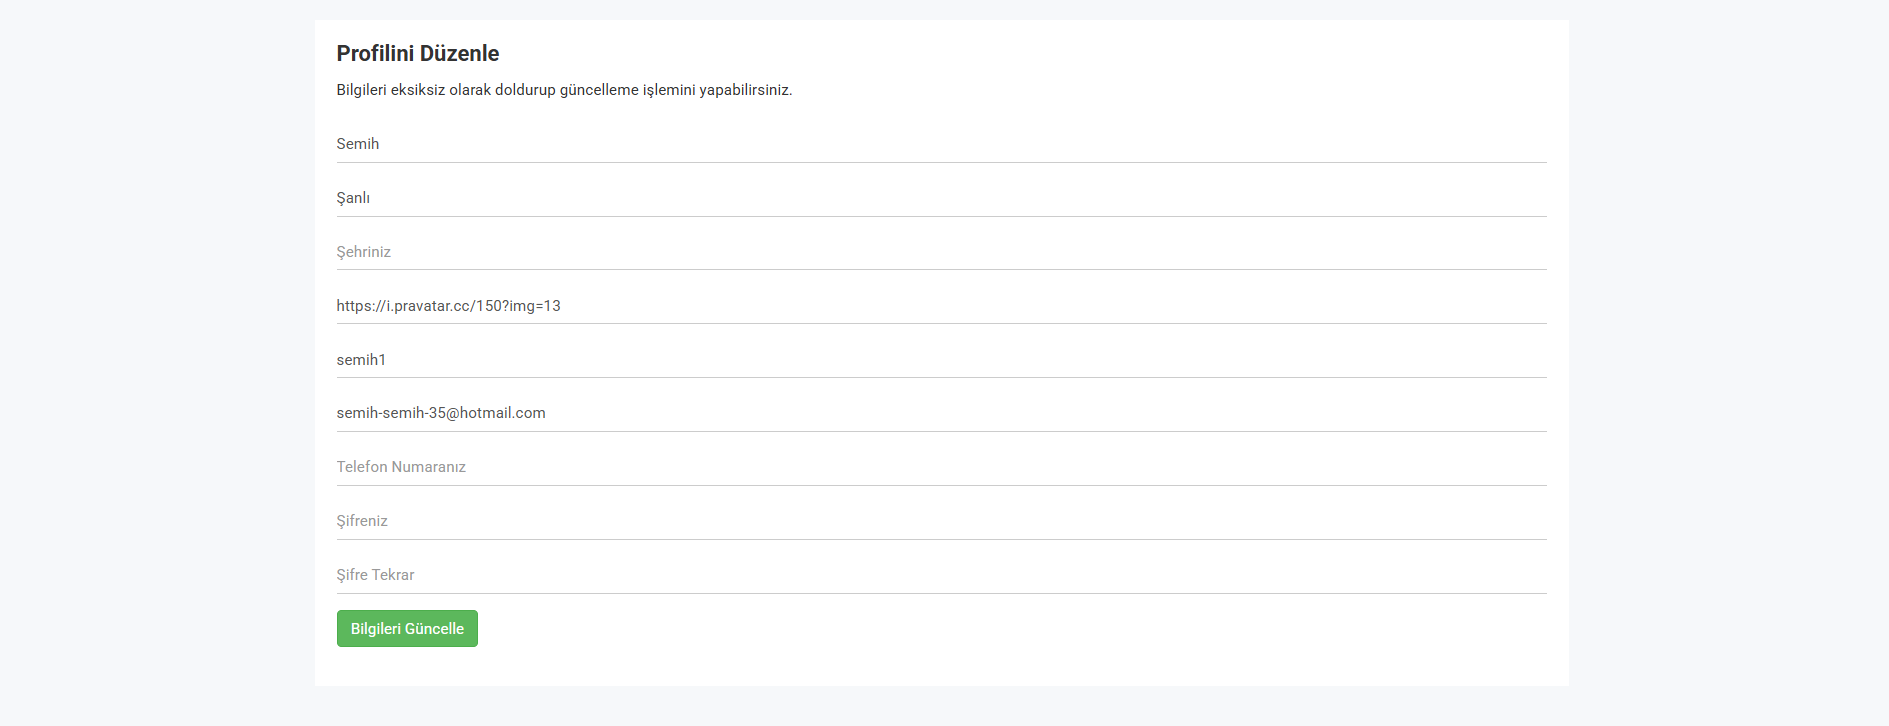 Profilini Düzenle
Bilgileri eksiksiz olarak doldurup güncelleme işlemini yapabilirsiniz.
Semih
Şanlı
Şehriniz
https://i.pravatar.cc/150?img=13
semih1
semih-semih-35@hotmail.com
Telefon Numaranız
Şifreniz
Şifre Tekrar
Bilgileri Güncelle